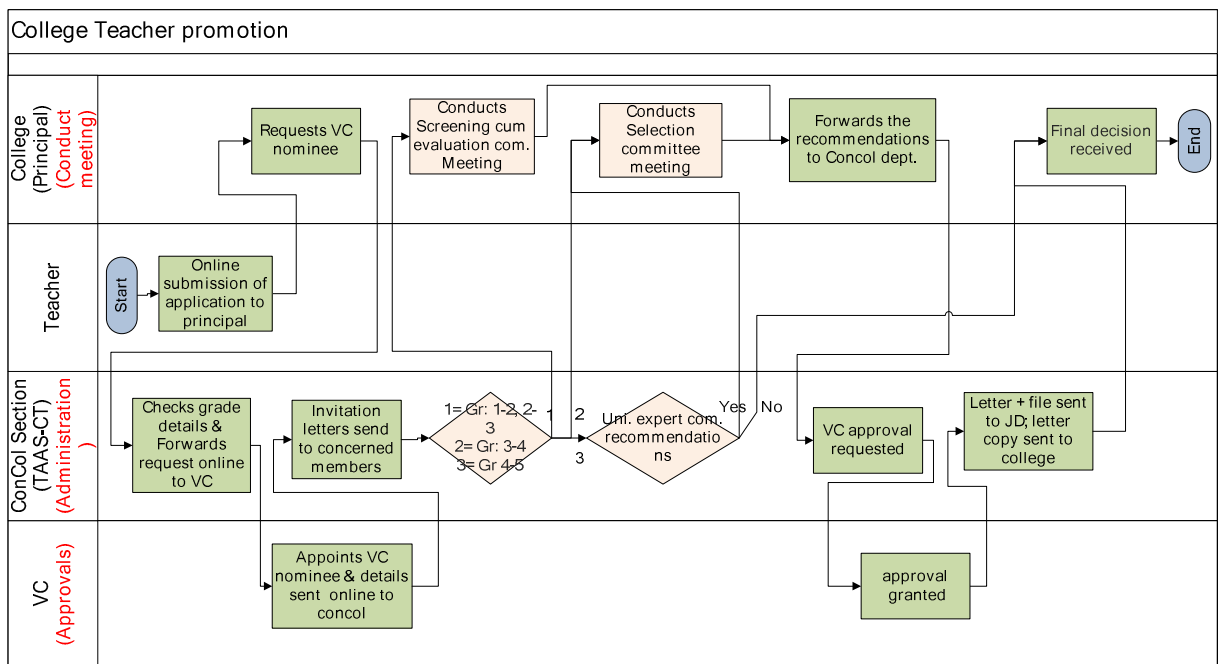 College Teacher promotion
College
(Principal)
(Conduct
meeting)
Requests VC
nominee
Conducts
Screening cum
evaluation com.
Meeting
Conducts
Selection
committee
meeting
Forwards the
recommendations
to Concol dept.
Final decision
received
End
Teacher
Start
Online
submission of
application to
principal
ConCol Section
(TAAS-CT)
(Administration
)
Checks grade
details &
Forwards
request online
to VC
Invitation
letters send
to concerned
members
1= Gr: 1-2, 2-
3
2= Gr: 3-4
3= Gr 4-5
1
2
3
Uni. expert com.
recommendatio
ns
Yes
No
VC approval
requested
Letter + file sent
to JD; letter
copy sent to
college
VC
(Approvals)
Appoints VC
nominee & details
sent online to
concol
approval
granted